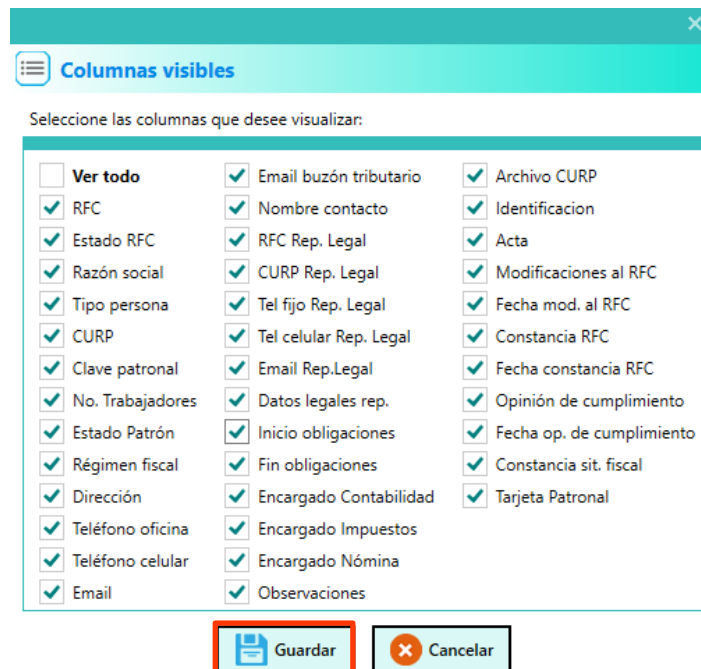 Columnas visibles
Seleccione las columnas que desee visualizar:
Ver todo
RFC
Estado RFC
Razón social
Tipo persona
CURP
Clave patronal
No. Trabajadores
Estado Patrón
Régimen fiscal
Dirección
Teléfono oficina
Teléfono celular
Email
Email buzón tributario
Nombre contacto
RFC Rep. Legal
CURP Rep. Legal
Tel fijo Rep. Legal
Tel celular Rep. Legal
Email Rep.Legal
Datos legales rep.
Inicio obligaciones
Fin obligaciones
Encargado Contabilidad
Encargado Impuestos
Encargado Nómina
Observaciones
Archivo CURP
Identificacion
Acta
Modificaciones al RFC
Fecha mod. al RFC
Constancia RFC
Fecha constancia RFC
Opinión de cumplimiento
Fecha op. de cumplimiento
Constancia sit. fiscal
Tarjeta Patronal
Guardar
Cancelar